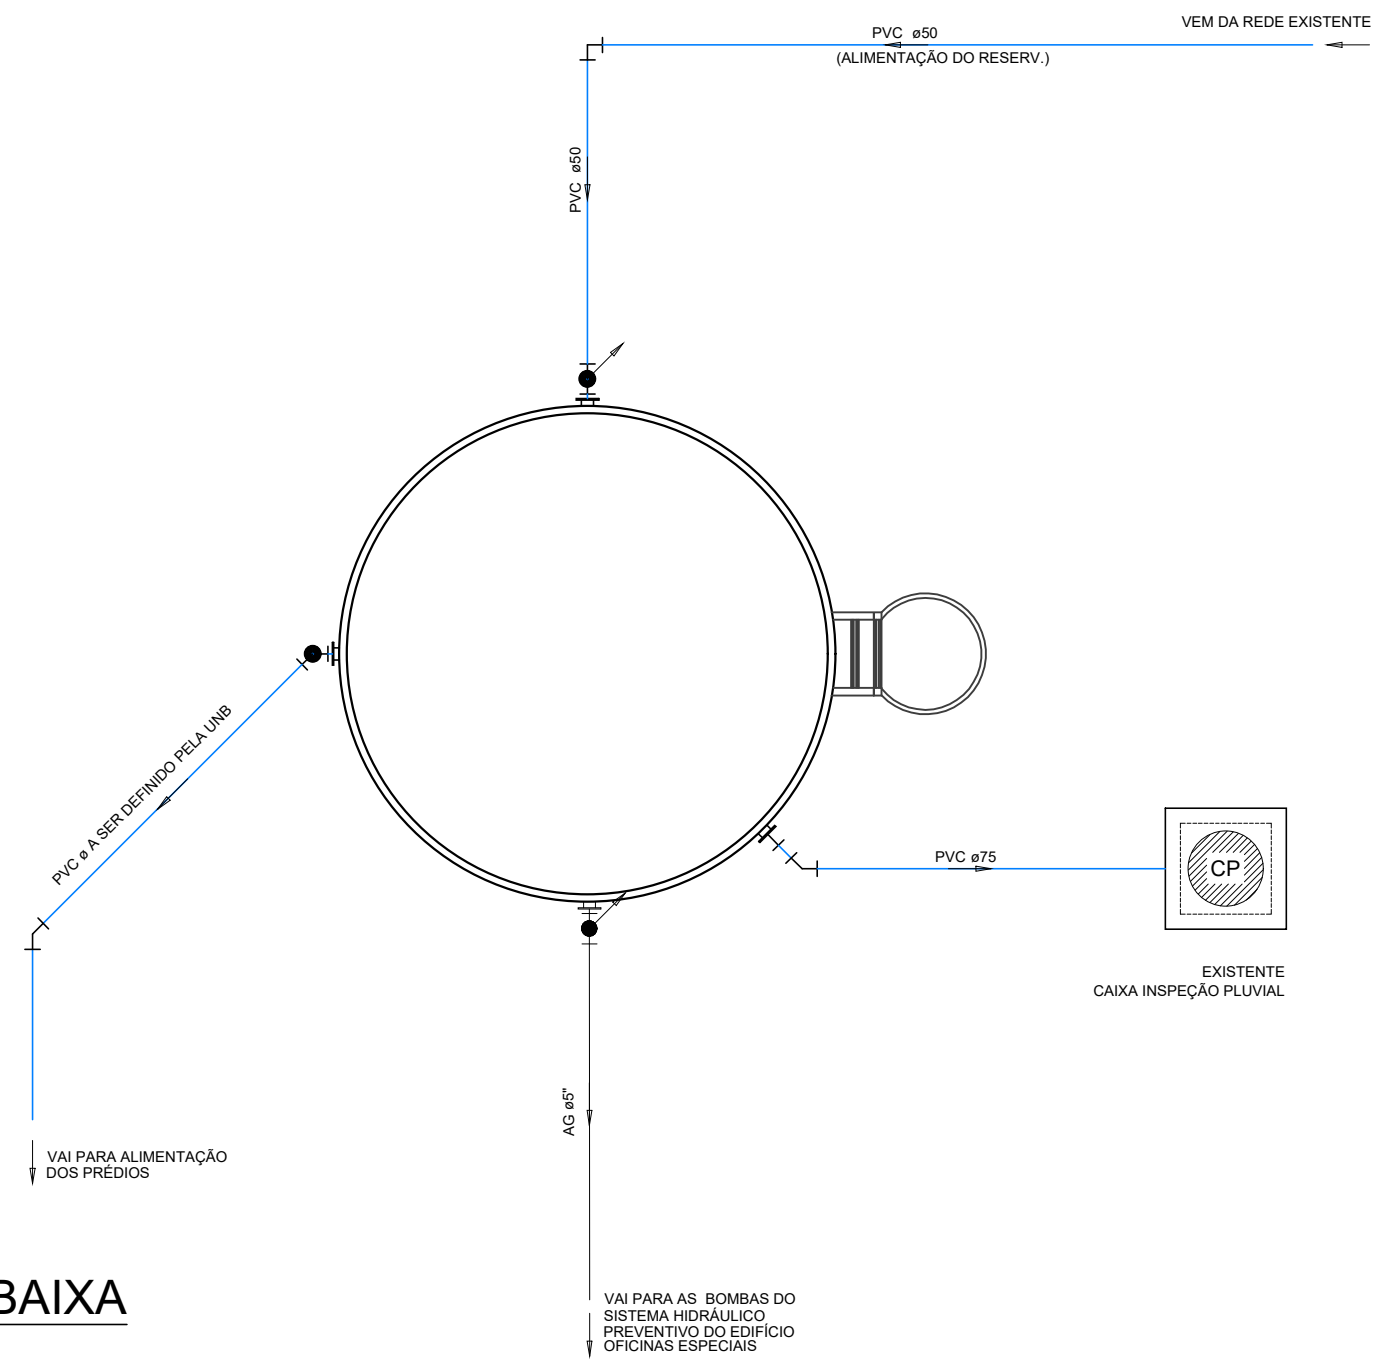 VEM DA REDE EXISTENTE
PVC ø50
(ALIMENTAÇÃO DO RESERV.)
PVC ø50
PVC ø A SER DEFINIDO PELA UNB
PVC ø75
CP
EXISTENTE
CAIXA INSPEÇÃO PLUVIAL
AG ø5"
VAI PARA ALIMENTAÇÃO
DOS PRÉDIOS
BAIXA
VAI PARA AS BOMBAS DO
SISTEMA HIDRÁULICO
PREVENTIVO DO EDIFÍCIO
OFICINAS ESPECIAIS